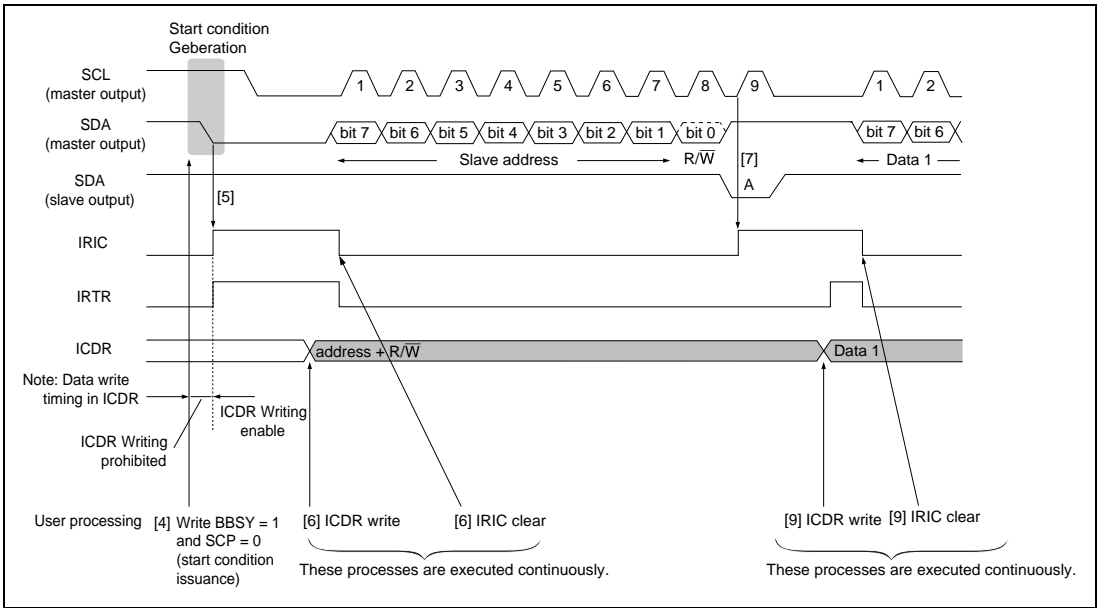 Start condition
Geberation
SCL
(master output)
1 2 3 4 5 6 7 8 9 1 2
SDA
(master output)
bit 7 bit 6 bit 5 bit 4 bit 3 bit 2 bit 1 bit 0 bit 7 bit 6
Slave address R/W̅ [7] Data 1
SDA
(slave output)
[5]
A
IRIC
IRTR
ICDR
address + R/W̅
Data 1
Note: Data write
timing in ICDR
ICDR Writing
enable
ICDR Writing
prohibited
User processing
[4] Write BBSY = 1
and SCP = 0
(start condition
issuance)
[6] ICDR write
[6] IRIC clear
These processes are executed continuously.
[9] ICDR write
[9] IRIC clear
These processes are executed continuously.